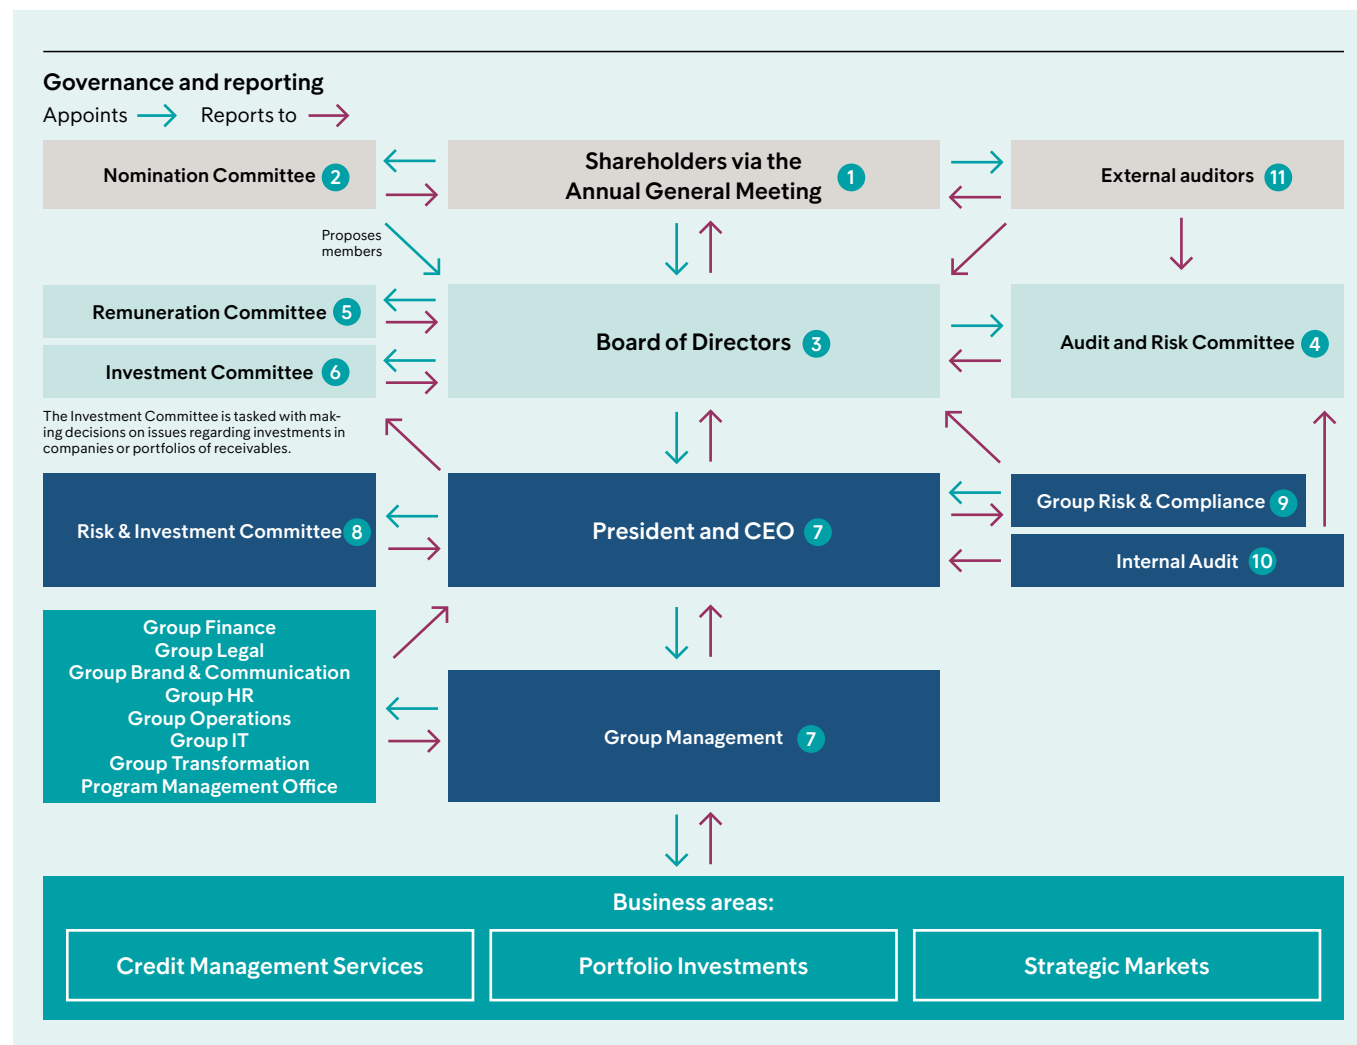 Governance and reporting
Appoints
Reports to
Nomination Committee 2
Shareholders via the
Annual General Meeting 1
External auditors 11
Proposes
members
Remuneration Committee 5
Investment Committee 6
Board of Directors 3
Audit and Risk Committee 4
The Investment Committee is tasked with mak-
ing decisions on issues regarding investments in
companies or portfolios of receivables.
Risk & Investment Committee 8
President and CEO 7
Group Risk & Compliance 9
Internal Audit 10
Group Finance
Group Legal
Group Brand & Communication
Group HR
Group Operations
Group IT
Group Transformation
Program Management Office
Group Management 7
Business areas:
Credit Management Services
Portfolio Investments
Strategic Markets